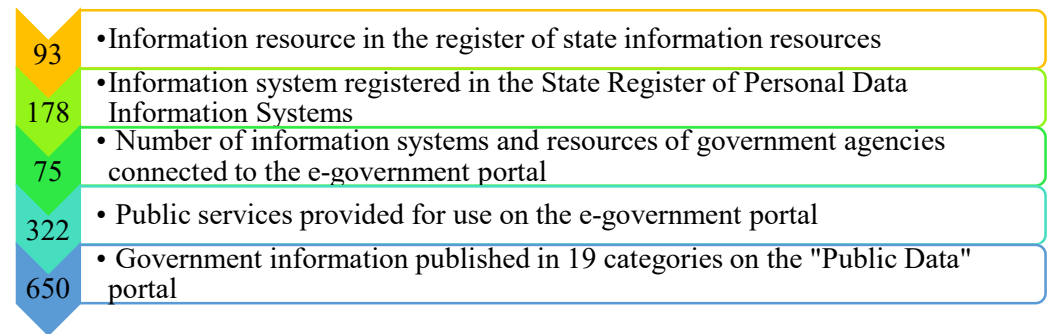 93
•Information resource in the register of state information resources
178
•Information system registered in the State Register of Personal Data
Information Systems
75
• Number of information systems and resources of government agencies
connected to the e-government portal
322
• Public services provided for use on the e-government portal
650
• Government information published in 19 categories on the "Public Data"
portal